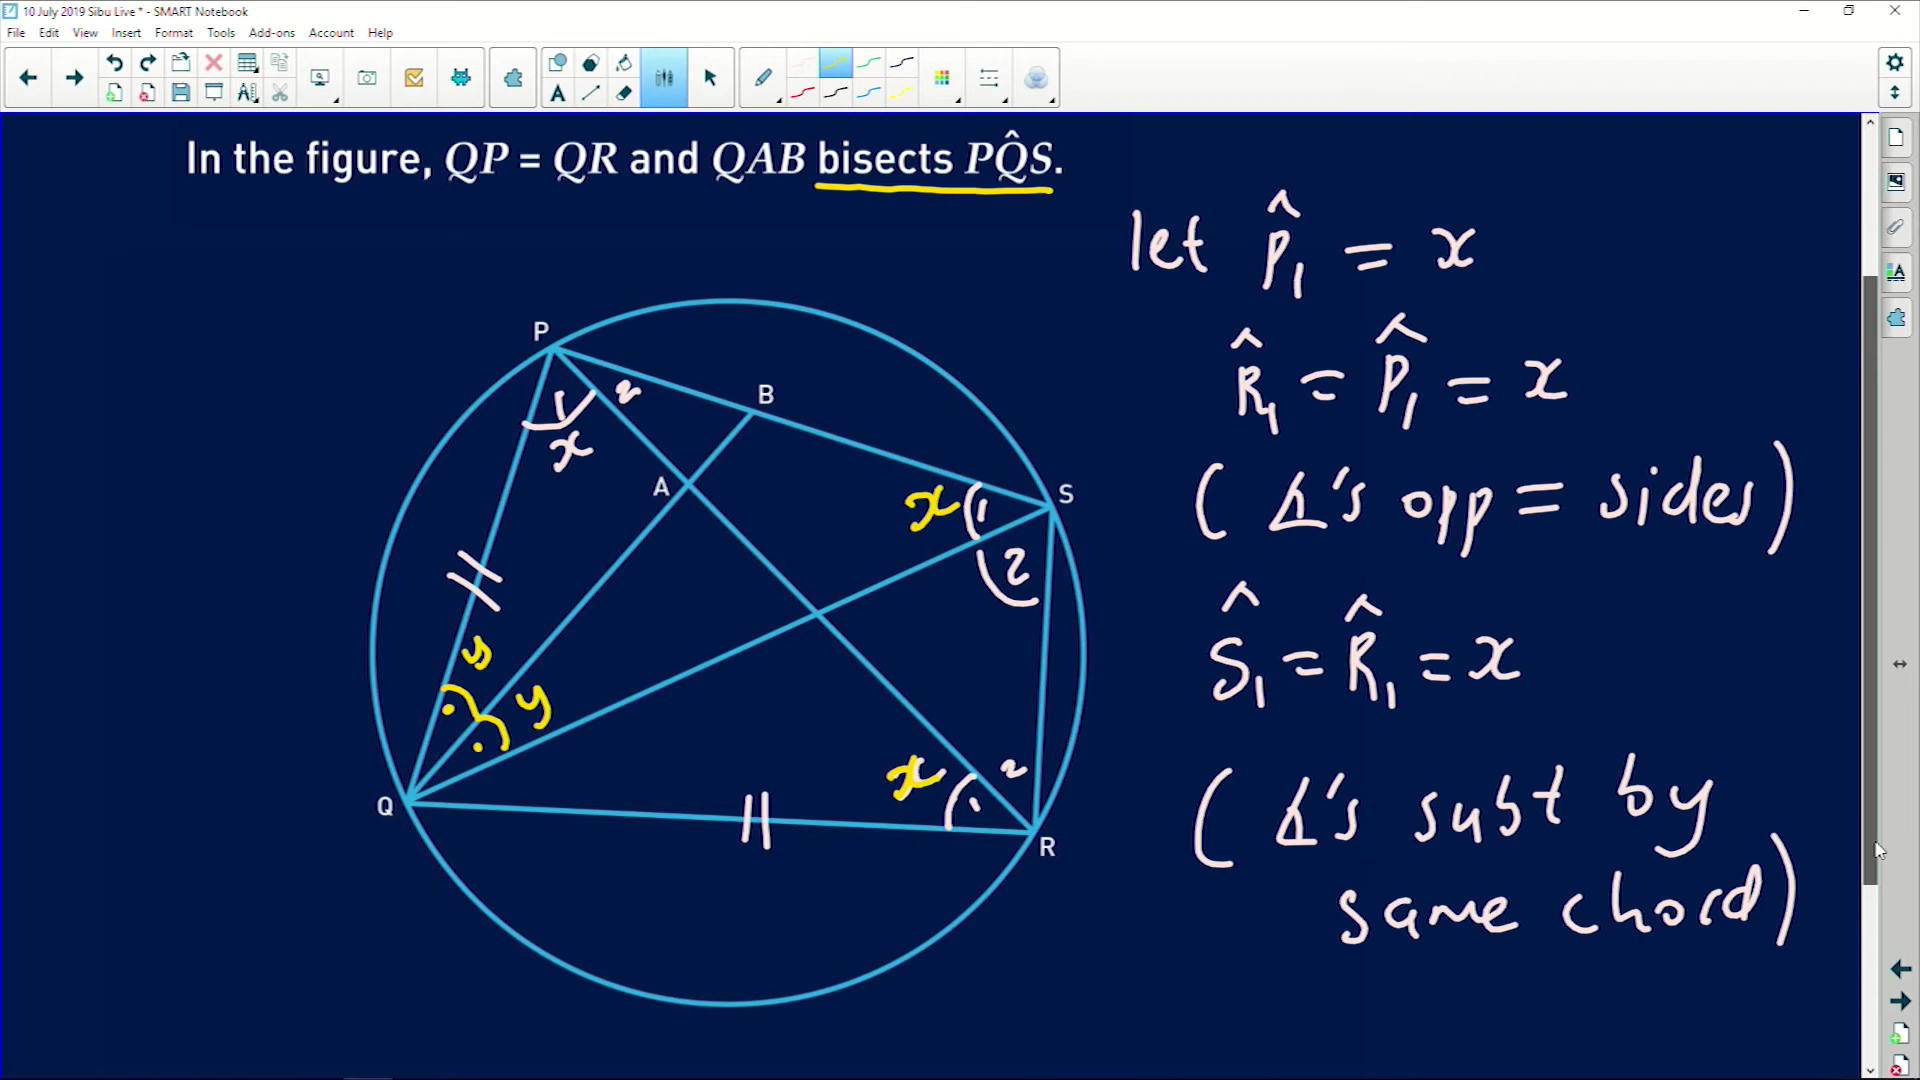 10 July 2019 Sibu Live * - SMART Notebook
File Edit View Insert Format Tools Add-ons Account Help
In the figure, QP = QR and QAB bisects PQ̂S.
let P̂₁ = x
R̂₁ = P̂₁ = x
(∆'s opp = sides)
Ŝ₁ = R̂₁ = x
(∆'s subt by
same chord)
P
1
2
x
B
A
S
x
1
2
y
y
x
1
2
Q
R